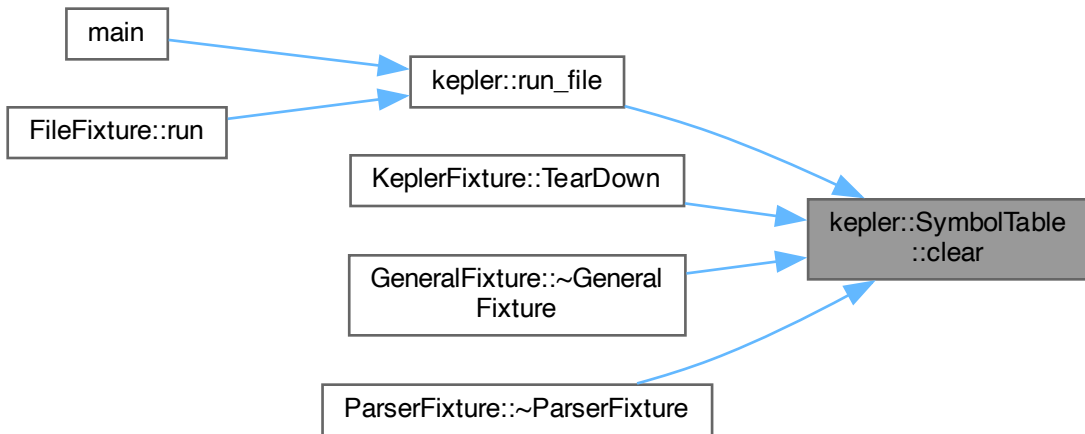 main
FileFixture::run
kepler::run_file
KeplerFixture::TearDown
GeneralFixture::~General
Fixture
ParserFixture::~ParserFixture
kepler::SymbolTable
::clear